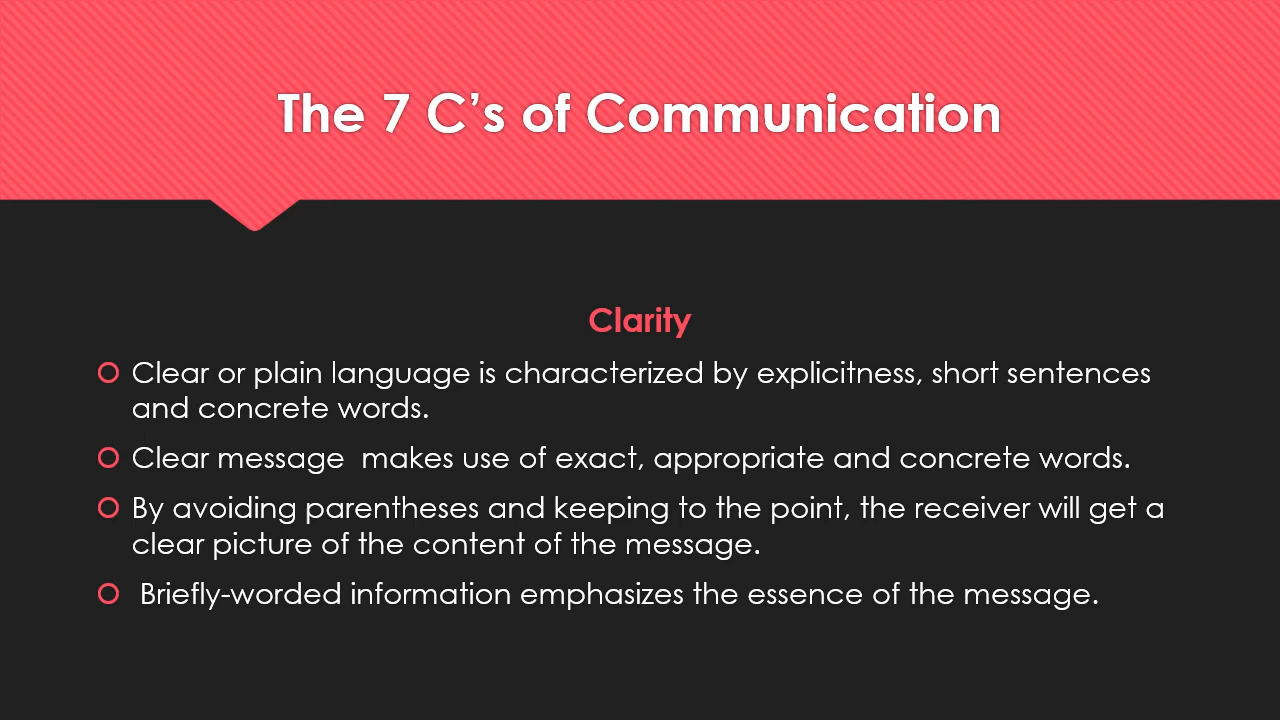 The 7 C’s of Communication
Clarity
Clear or plain language is characterized by explicitness, short sentences
and concrete words.
Clear message  makes use of exact, appropriate and concrete words.
By avoiding parentheses and keeping to the point, the receiver will get a
clear picture of the content of the message.
Briefly-worded information emphasizes the essence of the message.